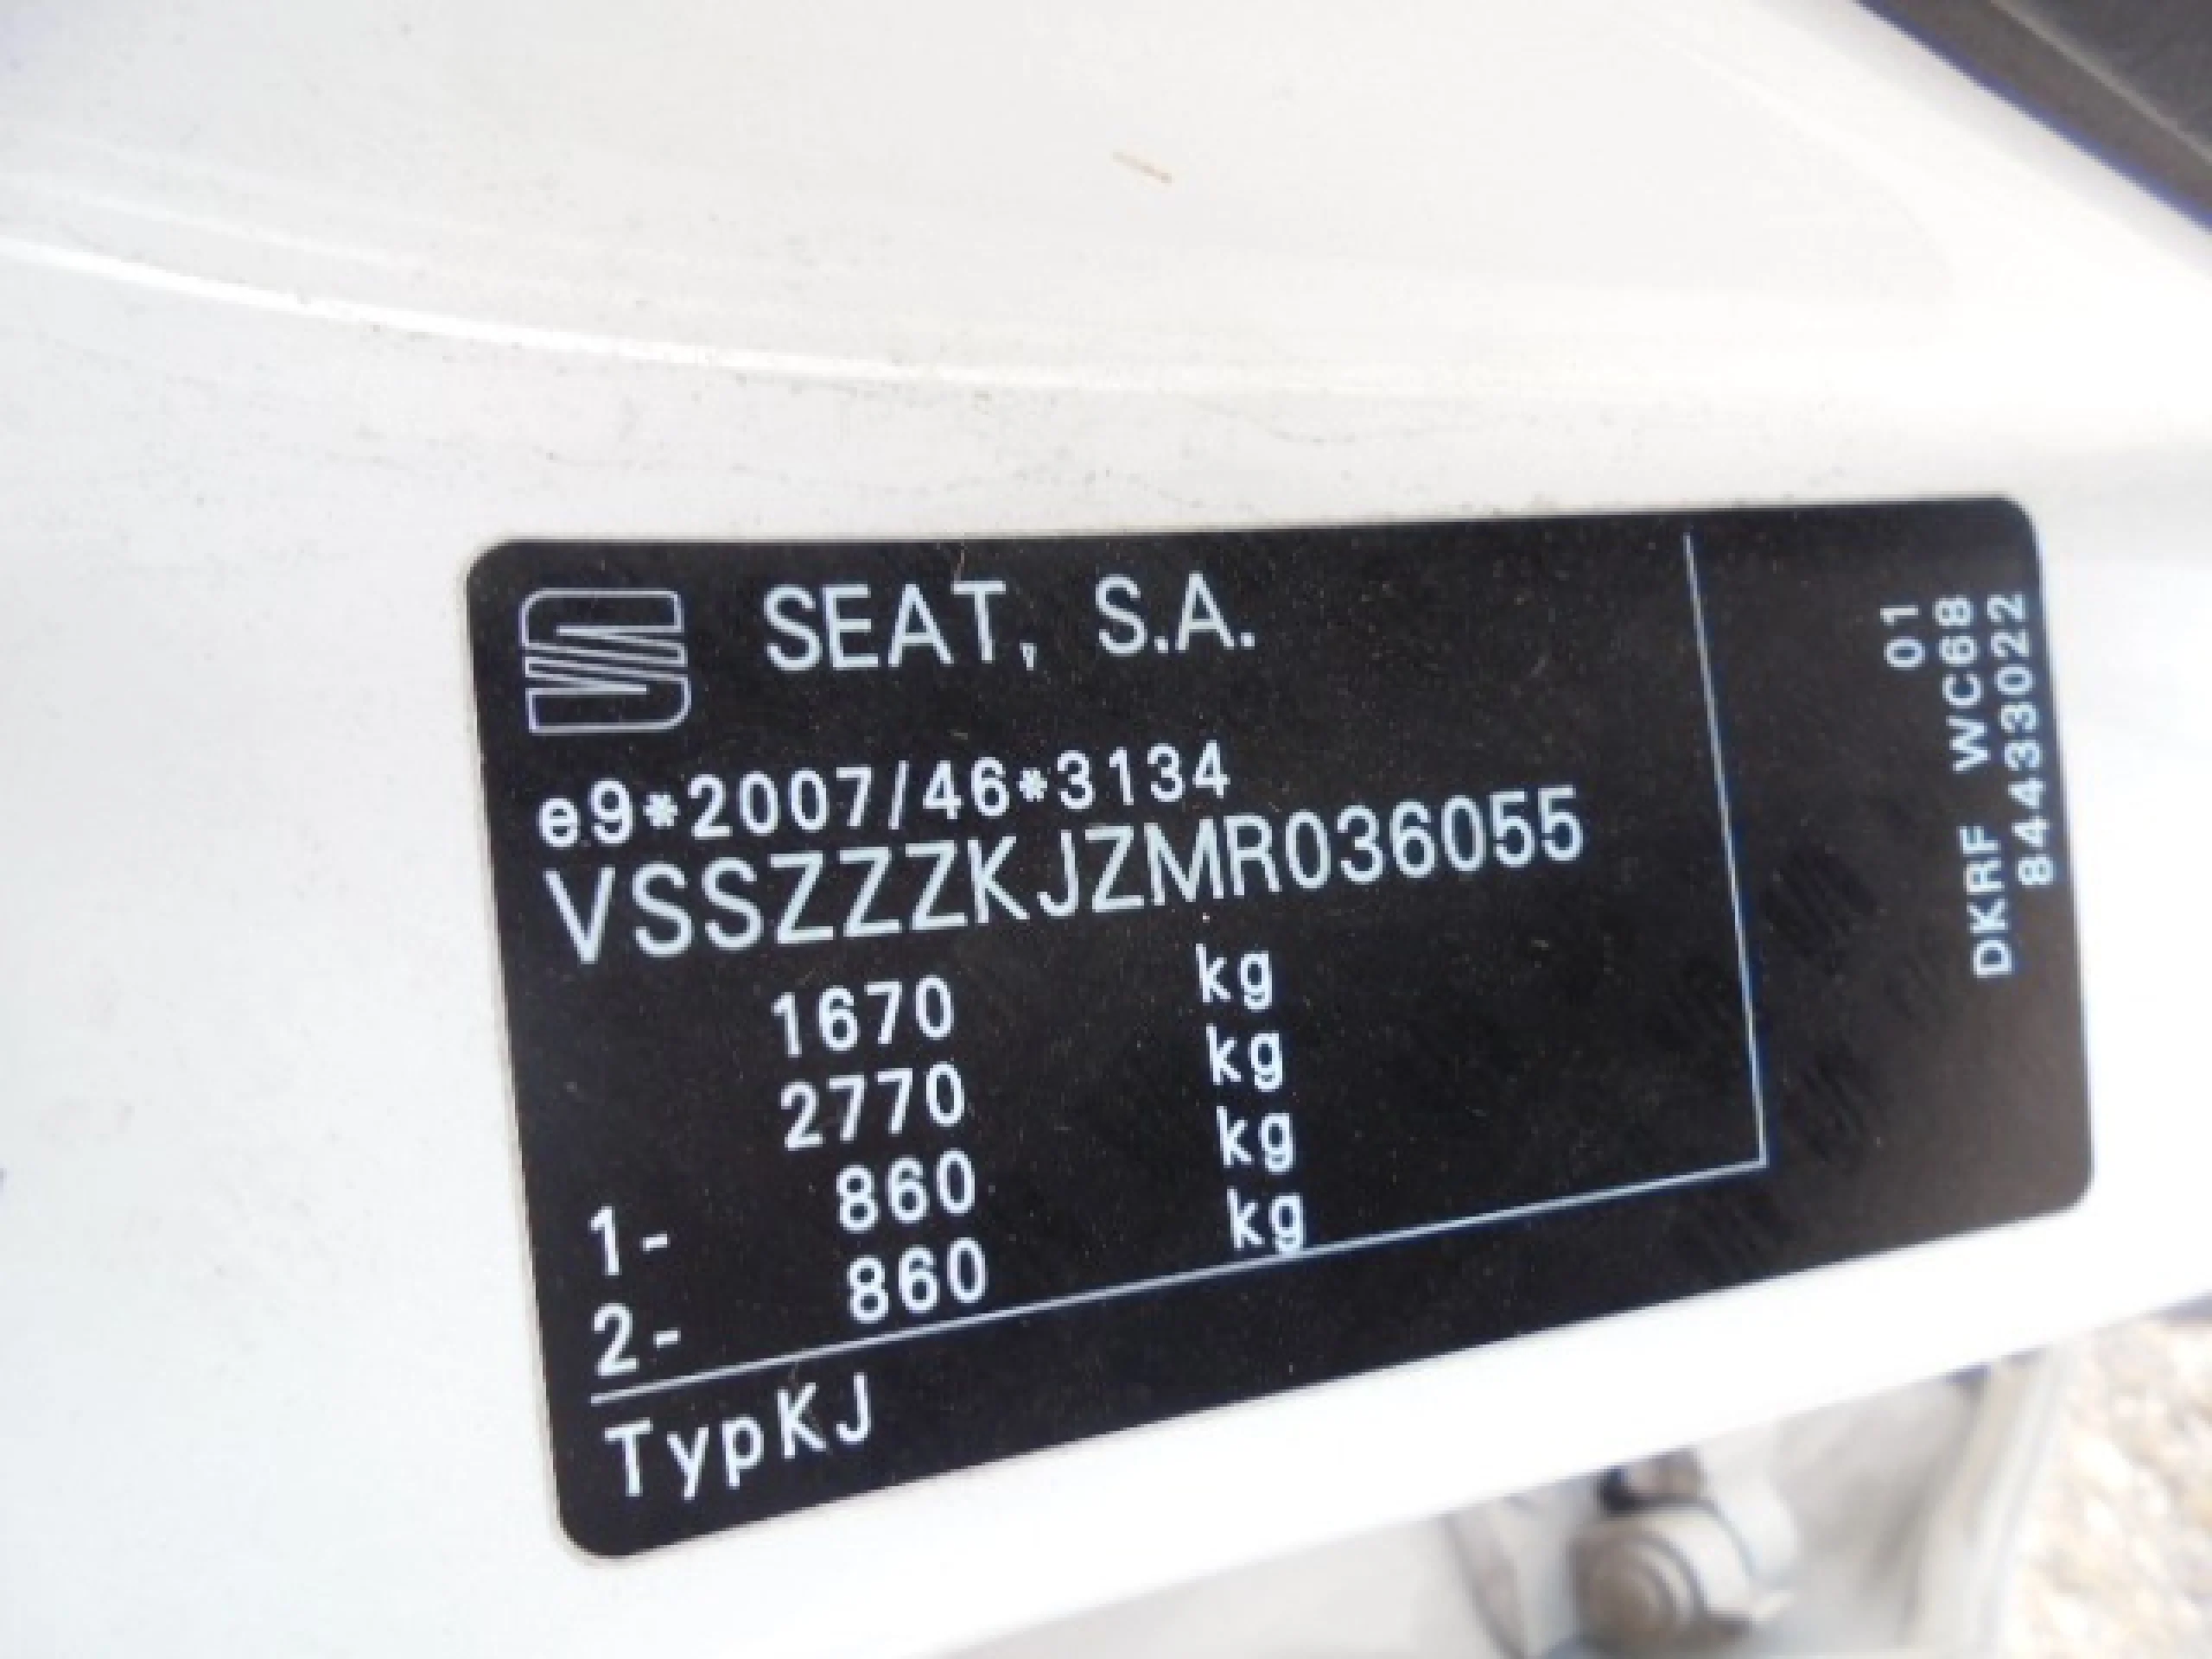 SEAT, S.A.
e9*2007/46*3134
VSSZZZKJZMR036055
1670 kg
2770 kg
1- 860 kg
2- 860 kg
TypKJ
01
DKRF WC68
84433022